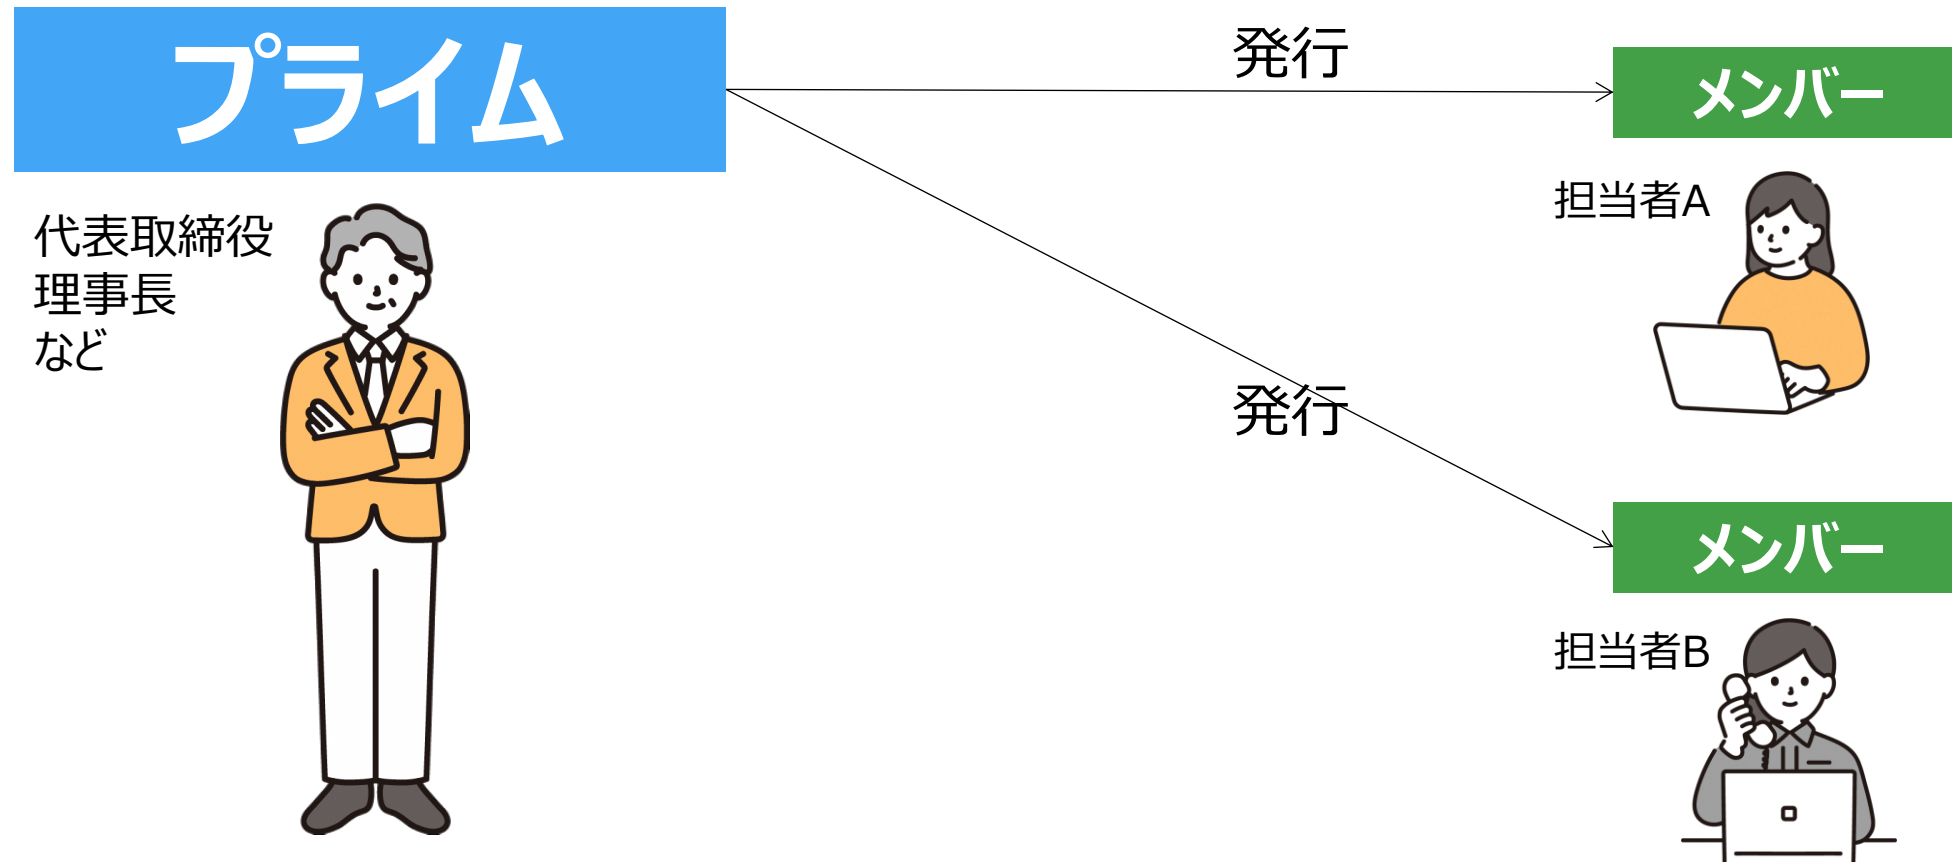 プライム
代表取締役
理事長
など
発行
メンバー
担当者A
発行
メンバー
担当者B